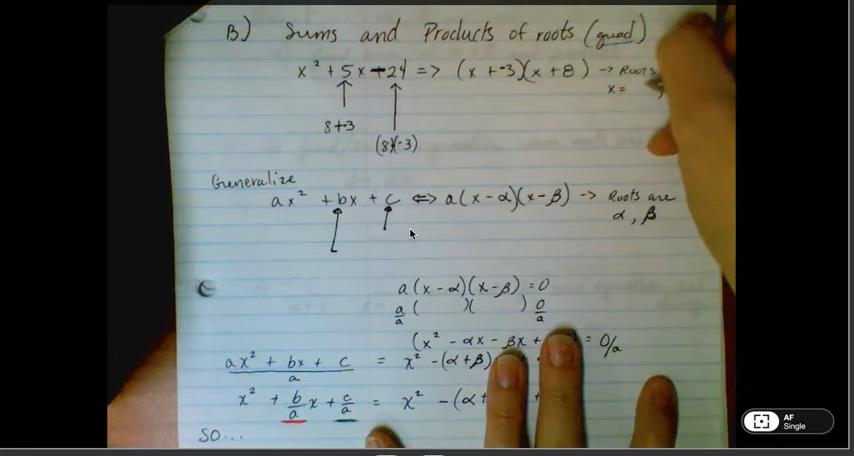 B) Sums and Products of roots (quad)
x² + 5x - 24 => (x + -3)(x + 8) → Roots
x =
8+-3
(8)(-3)
Generalize
ax² + bx + c ⇔ a(x - α)(x - β) → Roots are
α, β
a(x - α)(x - β) = 0
a/a ( )( ) 0/a
(x² - αx - βx + = 0/a
ax² + bx + c / a = x² - (α + β)
x² + b/a x + c/a = x² - (α +
SO...
AF
Single